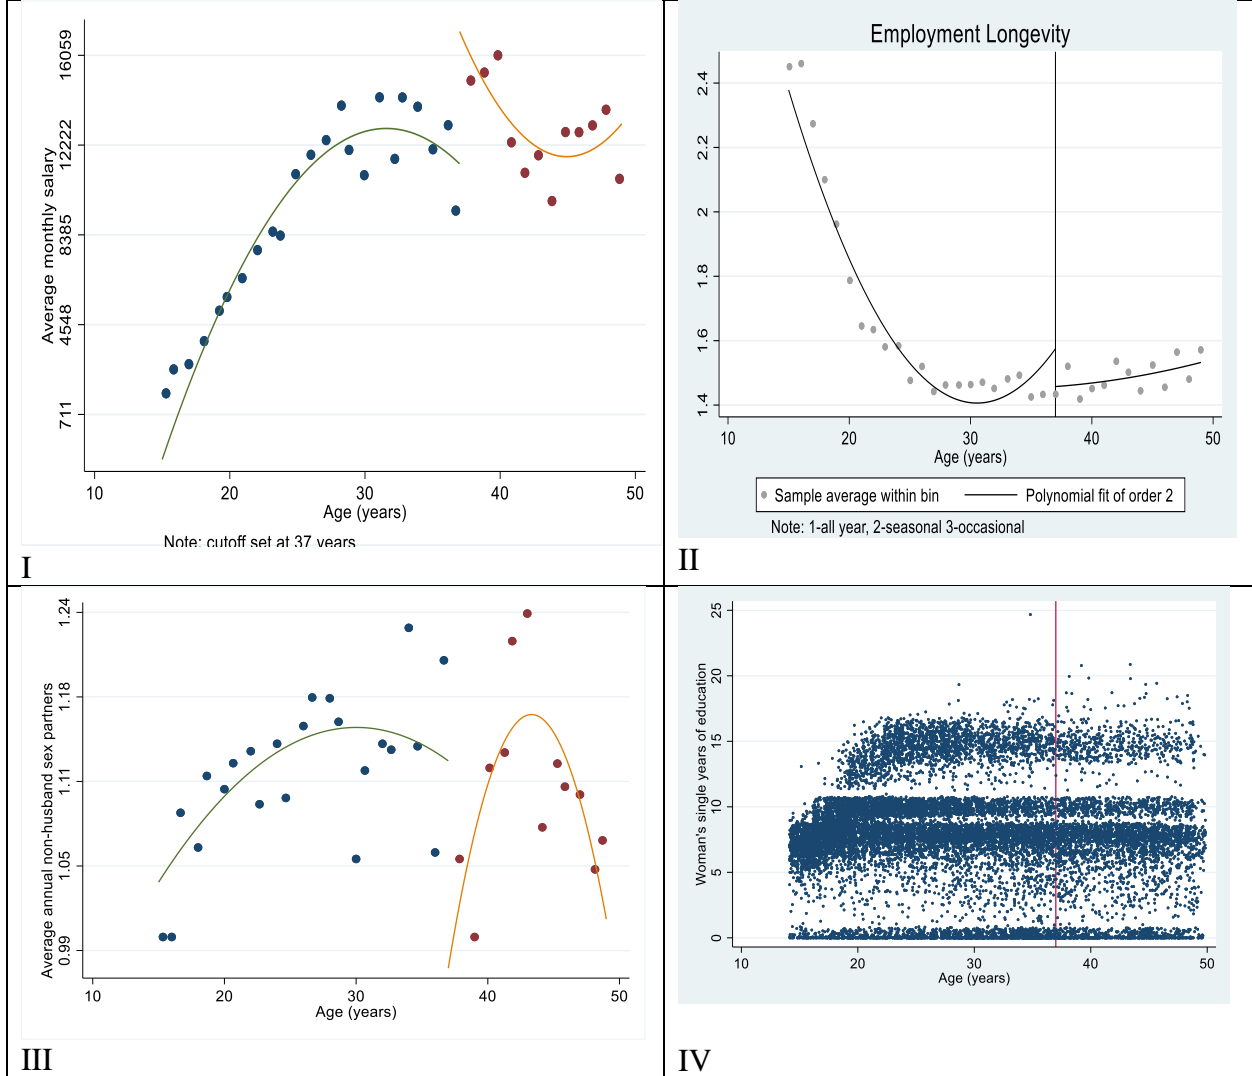 16059
12222
8385
4548
711
Average monthly salary
10 20 30 40 50
Age (years)
Note: cutoff set at 37 years
I
Employment Longevity
2.4
2.2
2
1.8
1.6
1.4
10 20 30 40 50
Age (years)
Sample average within bin Polynomial fit of order 2
Note: 1-all year, 2-seasonal 3-occasional
II
1.24
1.18
1.11
1.05
0.99
Average annual non-husband sex partners
10 20 30 40 50
Age (years)
III
25
20
15
10
5
0
Woman's single years of education
10 20 30 40 50
Age (years)
IV